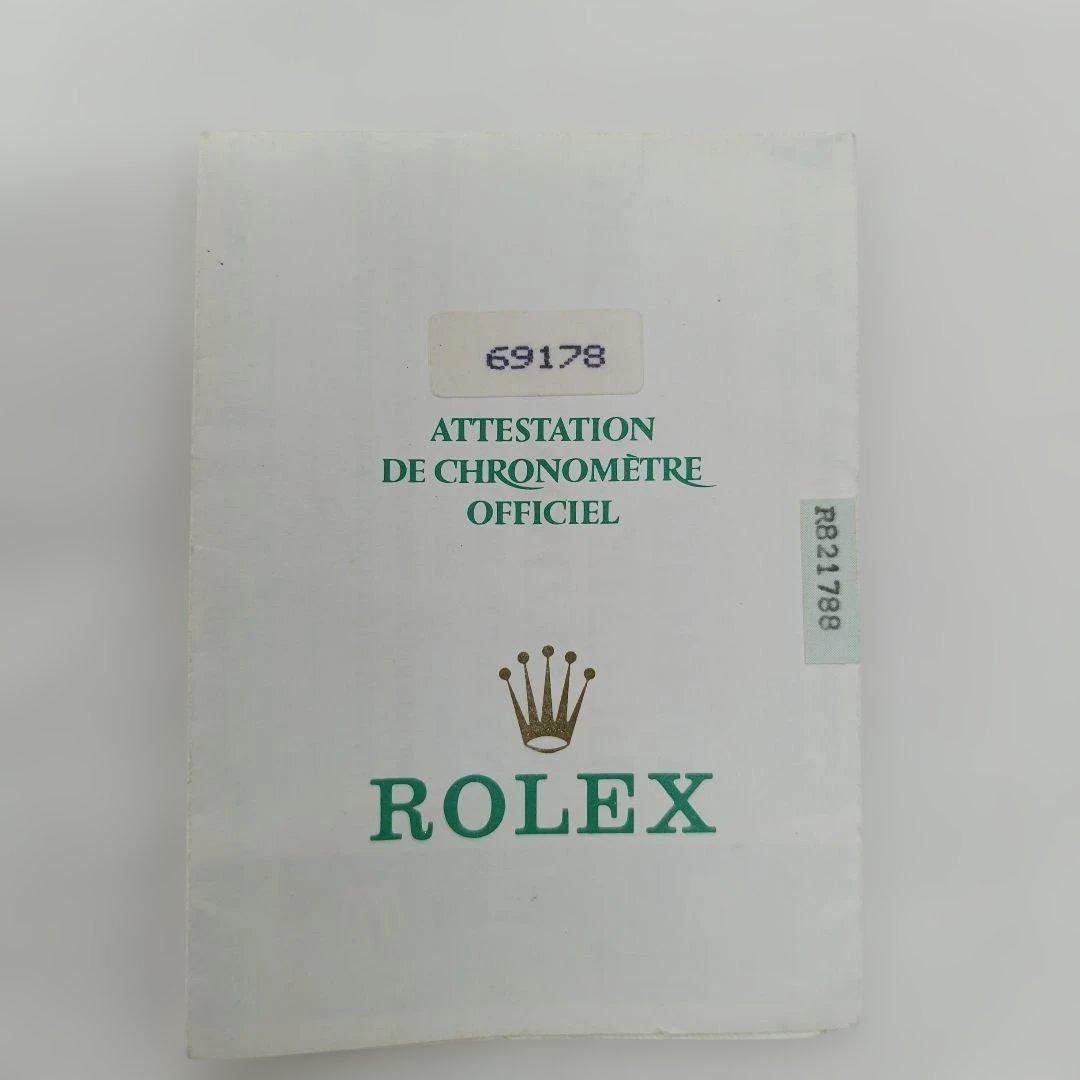 69178
ATTESTATION
DE CHRONOMÈTRE
OFFICIEL
R821788
ROLEX